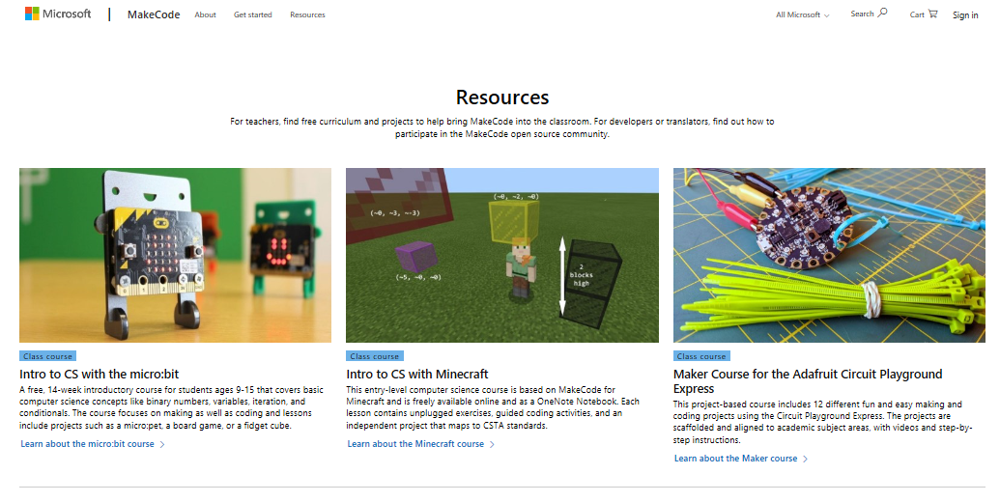 Microsoft | MakeCode About Get started Resources All Microsoft Search Cart Sign in
Resources
For teachers, find free curriculum and projects to help bring MakeCode into the classroom. For developers or translators, find out how to
participate in the MakeCode open source community.
(~0, ~3, ~-3)
(~0, ~2, ~0)
(~5, ~0, ~0)
2
blocks
high
Class course
Intro to CS with the micro:bit
A free, 14-week introductory course for students ages 9-15 that covers basic
computer science concepts like binary numbers, variables, iteration, and
conditionals. The course focuses on making as well as coding and lessons
include projects such as a micro:pet, a board game, or a fidget cube.
Learn about the micro:bit course
Class course
Intro to CS with Minecraft
This entry-level computer science course is based on MakeCode for
Minecraft and is freely available online and as a OneNote Notebook. Each
lesson contains unplugged exercises, guided coding activities, and an
independent project that maps to CSTA standards.
Learn about the Minecraft course
Class course
Maker Course for the Adafruit Circuit Playground
Express
This project-based course includes 12 different fun and easy making and
coding projects using the Circuit Playground Express. The projects are
scaffolded and aligned to academic subject areas, with videos and step-by-
step instructions.
Learn about the Maker course